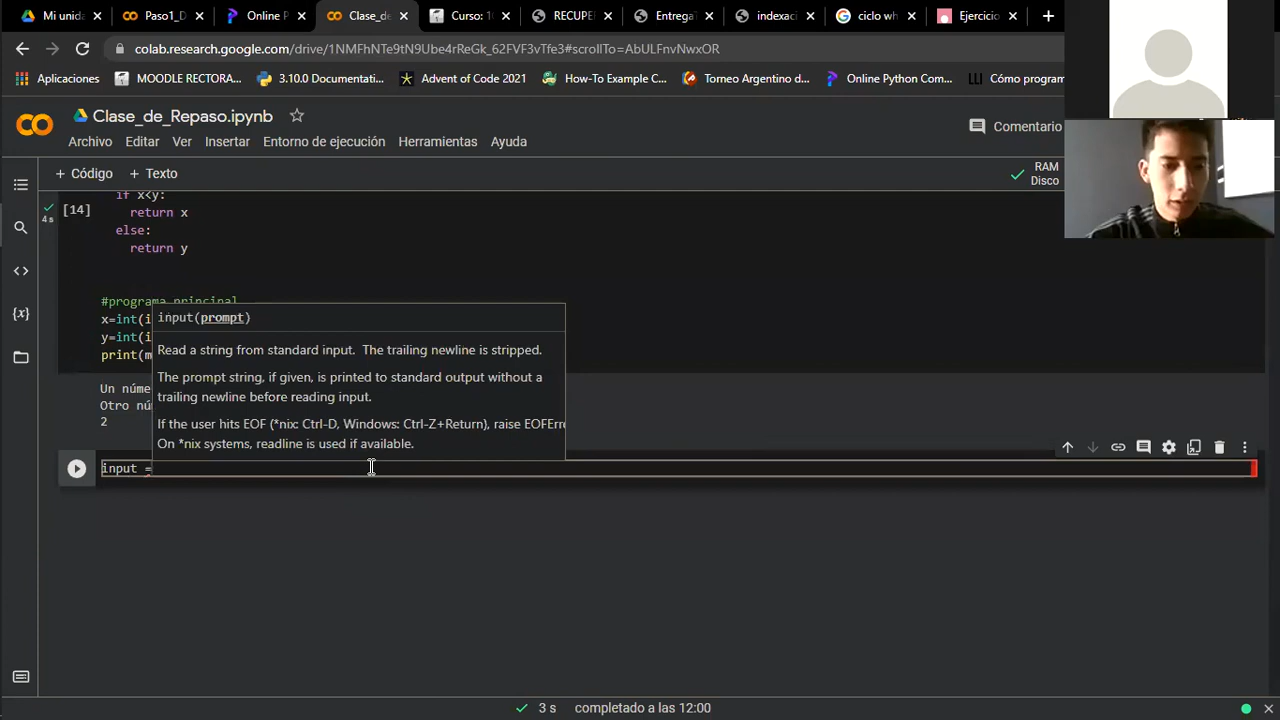 Mi unida
Paso1_D
Online P
Clase_de
Curso: 1
RECUPE
Entrega
indexaci
ciclo wh
Ejercicio
colab.research.google.com/drive/1NMFhNTe9tN9Ube4rReGk_62FVF3vTfe3#scrollTo=AbULFnvNwxOR
Aplicaciones
MOODLE RECTORA...
3.10.0 Documentati...
Advent of Code 2021
How-To Example C...
Torneo Argentino d...
Online Python Com...
Cómo program
Clase_de_Repaso.ipynb
Archivo Editar Ver Insertar Entorno de ejecución Herramientas Ayuda
Comentario
+ Código + Texto
RAM
Disco
if x<y:
[14] return x
4 s
else:
return y
#programa principal
x=int(i
y=int(i
print(m
input(prompt)
Read a string from standard input. The trailing newline is stripped.
The prompt string, if given, is printed to standard output without a
trailing newline before reading input.
If the user hits EOF (*nix: Ctrl-D, Windows: Ctrl-Z+Return), raise EOFErr
On *nix systems, readline is used if available.
Un núme
Otro nú
2
input =
3 s completado a las 12:00